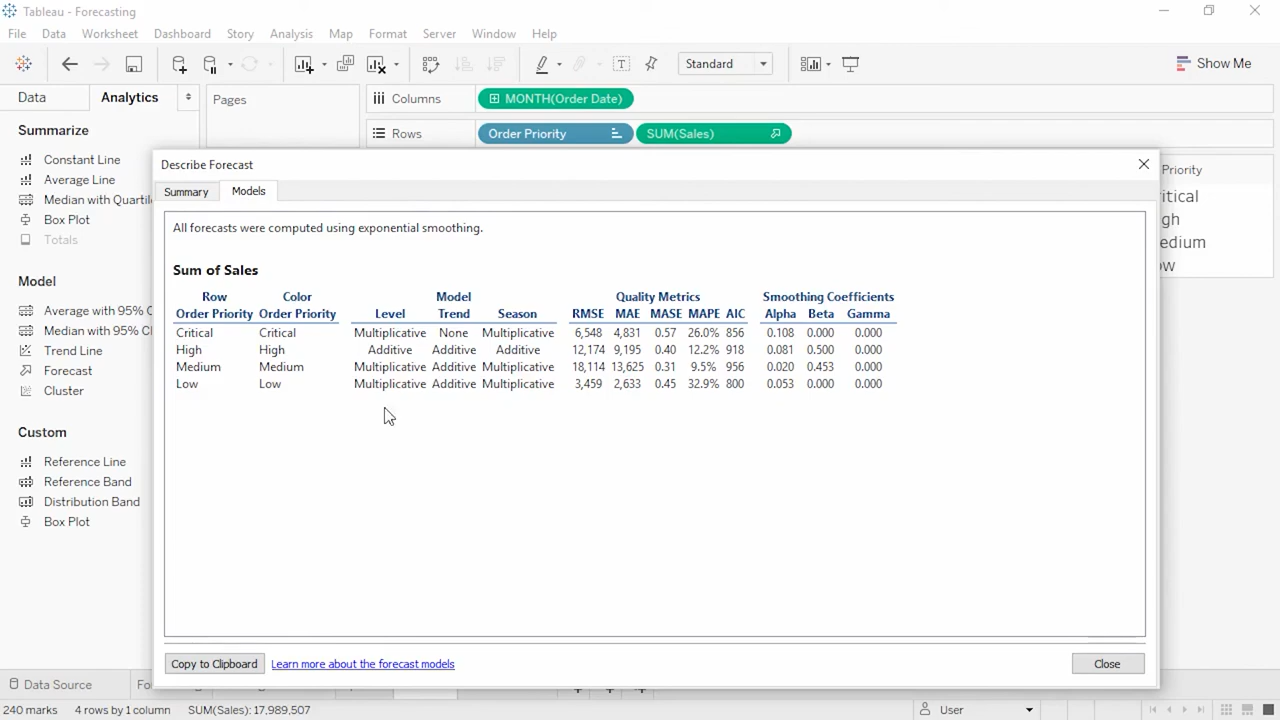 Tableau - Forecasting
File Data Worksheet Dashboard Story Analysis Map Format Server Window Help
Standard
Show Me
Data Analytics
Pages
Columns MONTH(Order Date)
Rows Order Priority SUM(Sales)
Summarize
Constant Line
Average Line
Median with Quartile
Box Plot
Totals
Model
Average with 95% C
Median with 95% C
Trend Line
Forecast
Cluster
Custom
Reference Line
Reference Band
Distribution Band
Box Plot
Describe Forecast
Summary Models
All forecasts were computed using exponential smoothing.
Sum of Sales
Row Color Model Quality Metrics Smoothing Coefficients
Order Priority Order Priority Level Trend Season RMSE MAE MASE MAPE AIC Alpha Beta Gamma
Critical Critical Multiplicative None Multiplicative 6,548 4,831 0.57 26.0% 856 0.108 0.000 0.000
High High Additive Additive Additive 12,174 9,195 0.40 12.2% 918 0.081 0.500 0.000
Medium Medium Multiplicative Additive Multiplicative 18,114 13,625 0.31 9.5% 956 0.020 0.453 0.000
Low Low Multiplicative Additive Multiplicative 3,459 2,633 0.45 32.9% 800 0.053 0.000 0.000
Copy to Clipboard Learn more about the forecast models Close
Priority
itical
gh
edium
ow
Data Source
240 marks 4 rows by 1 column SUM(Sales): 17,989,507 User